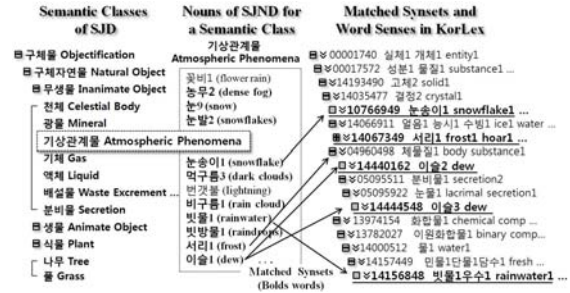 Semantic Classes
of SJD
구체물 Objectification
구체자연물 Natural Object
무생물 Inanimate Object
천체 Celestial Body
광물 Mineral
기상관계물 Atmospheric Phenomena
기체 Gas
액체 Liquid
배설물 Waste Excrement ...
분비물 Secretion
생물 Animate Object
식물 Plant
나무 Tree
풀 Grass
Nouns of SJND for
a Semantic Class
기상관계물
Atmospheric Phenomena
꽃비1 (flower rain)
농무2 (dense fog)
눈9 (snow)
눈발2 (snowflakes)
눈송이1 (snowflake)
먹구름3 (dark clouds)
번갯불 (lightning)
비구름1 (rain cloud)
빗물1 (rainwater)
빗방울1 (raindrops)
서리1 (frost)
이슬1 (dew) ...
Matched Synsets
(Bolds words)
Matched Synsets and
Word Senses in KorLex
00001740 실체1 개체1 entity1
00017572 성분1 물질1 substance1 ...
14193490 고체2 solid1
14035477 결정2 crystal1
10766949 눈송이1 snowflake1 ...
14066911 얼음1 능시1 수빙1 ice1 water ...
14067349 서리1 frost1 hoar1 ...
04960498 체물질1 body substance1
14440162 이슬2 dew
05095511 분비물1 secretion2
05095922 눈물1 lacrimal secretion1
14444548 이슬3 dew
13974154 화합물1 chemical comp ...
13782027 이원화합물1 binary comp...
14000512 물1 water1
14157449 민물1단물1담수1 fresh ...
14156848 빗물1우수1 rainwater1 ...